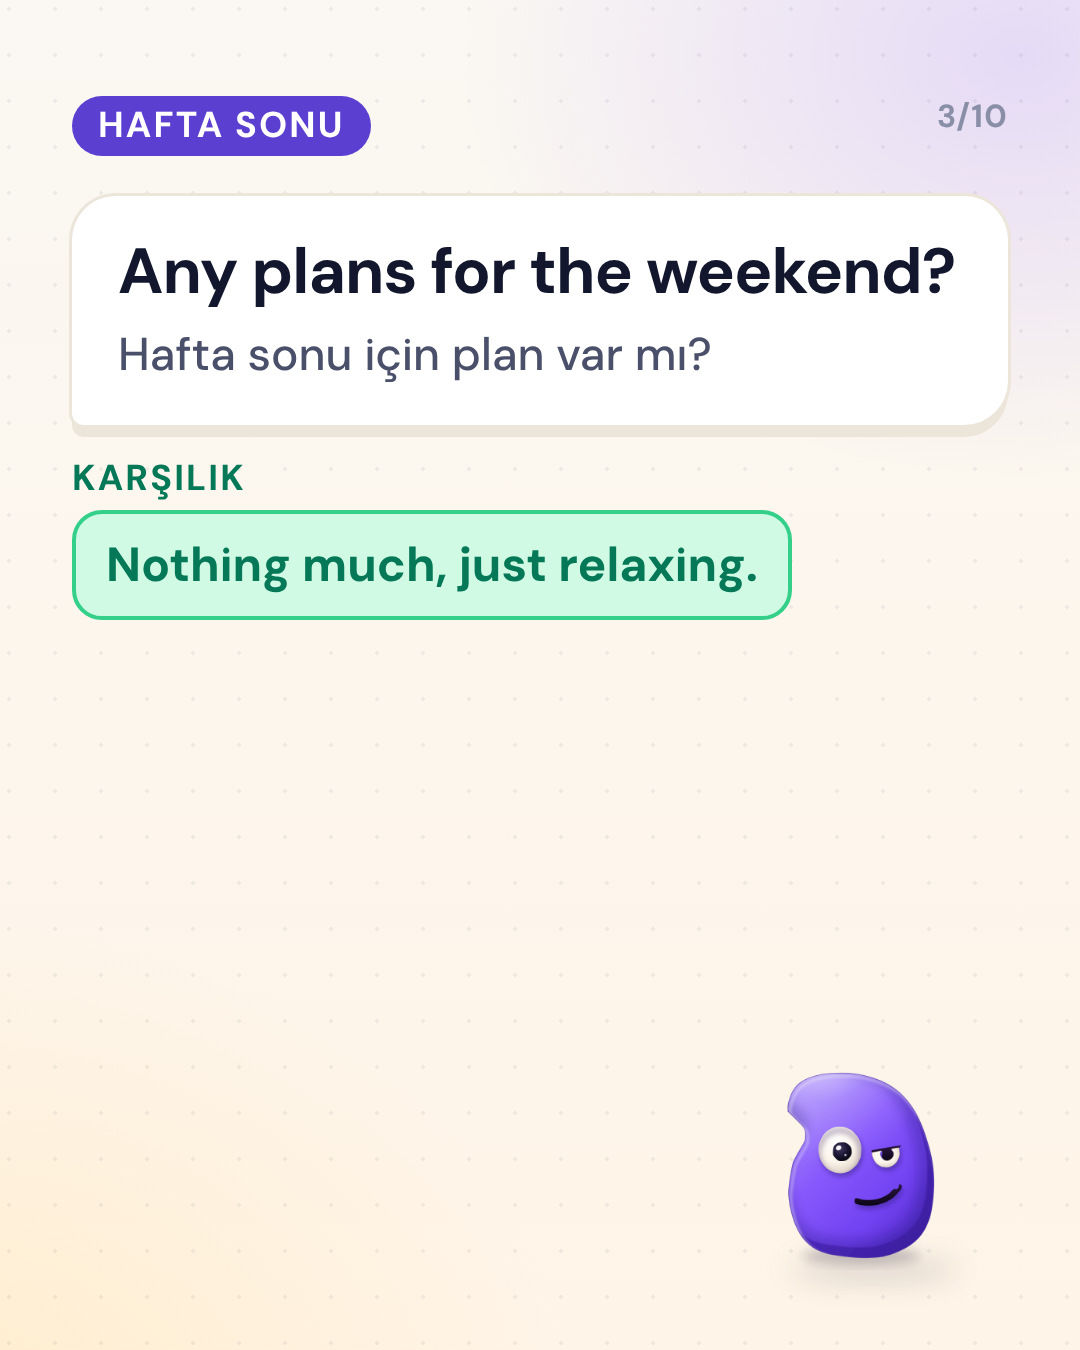 HAFTA SONU
3/10
Any plans for the weekend?
Hafta sonu için plan var mı?
KARŞILIK
Nothing much, just relaxing.